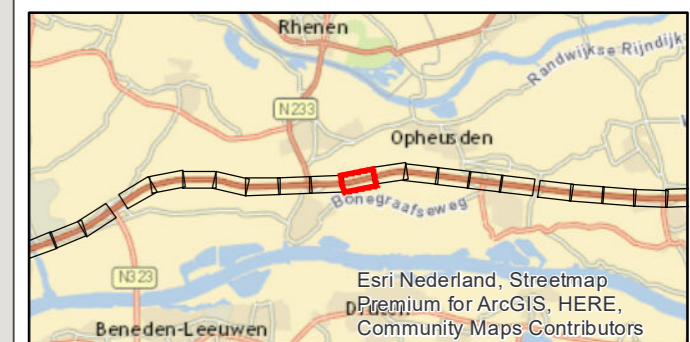 Rhenen
Randwijkse Rijndijk
N233
Opheusden
Bonegraafseweg
N323
Esri Nederland, Streetmap
Premium for ArcGIS, HERE,
Community Maps Contributors
Beneden-Leeuwen